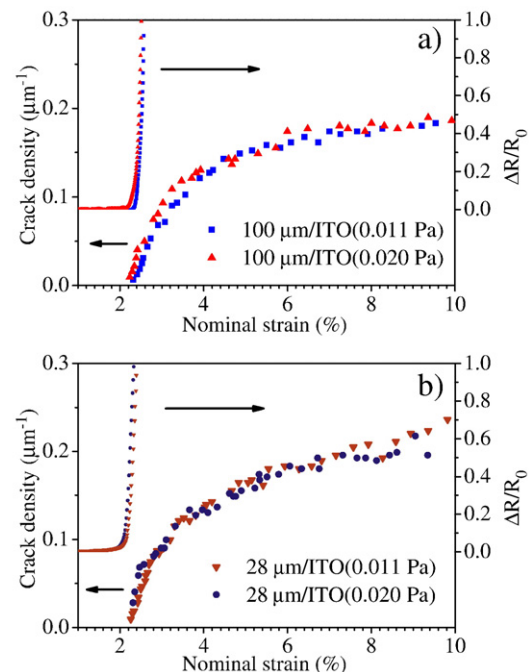 a)
0.3
0.2
0.1
0.0
Crack density (µm⁻¹)
1.0
0.8
0.6
0.4
0.2
0.0
ΔR/R₀
100 µm/ITO(0.011 Pa)
100 µm/ITO(0.020 Pa)
2 4 6 8 10
Nominal strain (%)
b)
0.3
0.2
0.1
0.0
Crack density (µm⁻¹)
1.0
0.8
0.6
0.4
0.2
0.0
ΔR/R₀
28 µm/ITO(0.011 Pa)
28 µm/ITO(0.020 Pa)
2 4 6 8 10
Nominal strain (%)